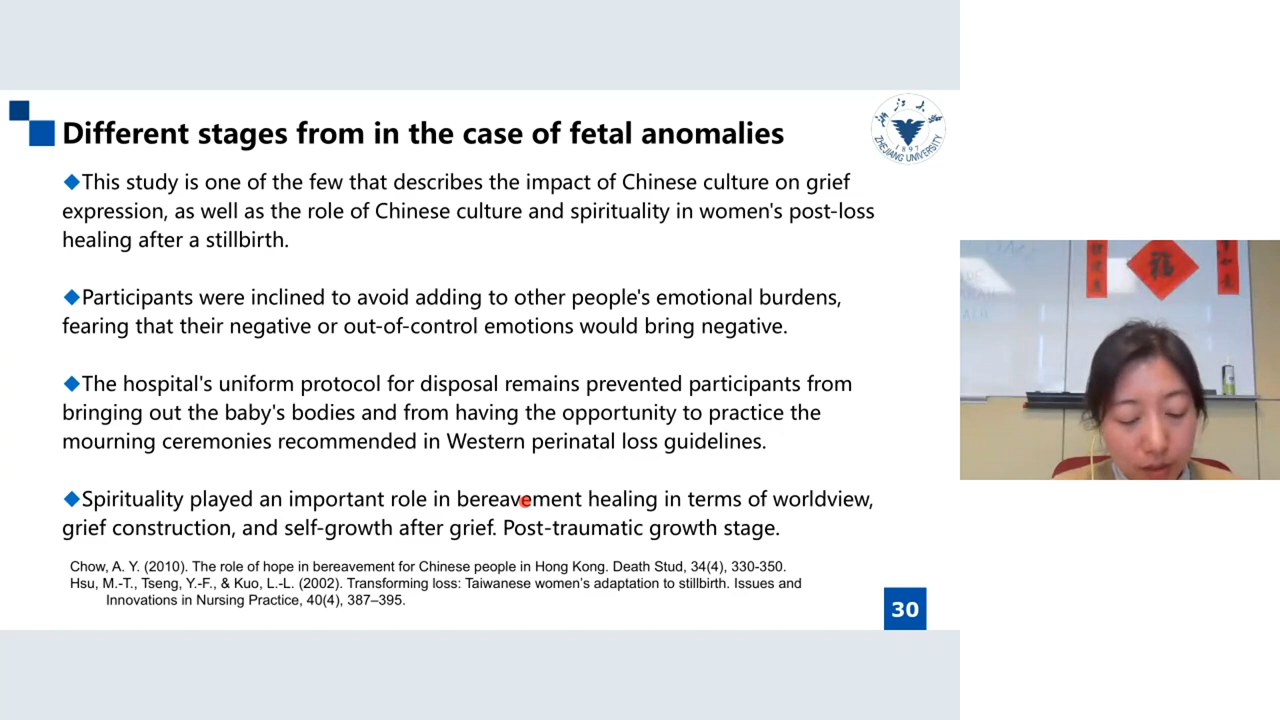 Different stages from in the case of fetal anomalies
ZHEJIANG UNIVERSITY
1897
◆This study is one of the few that describes the impact of Chinese culture on grief
expression, as well as the role of Chinese culture and spirituality in women's post-loss
healing after a stillbirth.
◆Participants were inclined to avoid adding to other people's emotional burdens,
fearing that their negative or out-of-control emotions would bring negative.
◆The hospital's uniform protocol for disposal remains prevented participants from
bringing out the baby's bodies and from having the opportunity to practice the
mourning ceremonies recommended in Western perinatal loss guidelines.
◆Spirituality played an important role in bereavement healing in terms of worldview,
grief construction, and self-growth after grief. Post-traumatic growth stage.
Chow, A. Y. (2010). The role of hope in bereavement for Chinese people in Hong Kong. Death Stud, 34(4), 330-350.
Hsu, M.-T., Tseng, Y.-F., & Kuo, L.-L. (2002). Transforming loss: Taiwanese women’s adaptation to stillbirth. Issues and
Innovations in Nursing Practice, 40(4), 387–395.
30
福